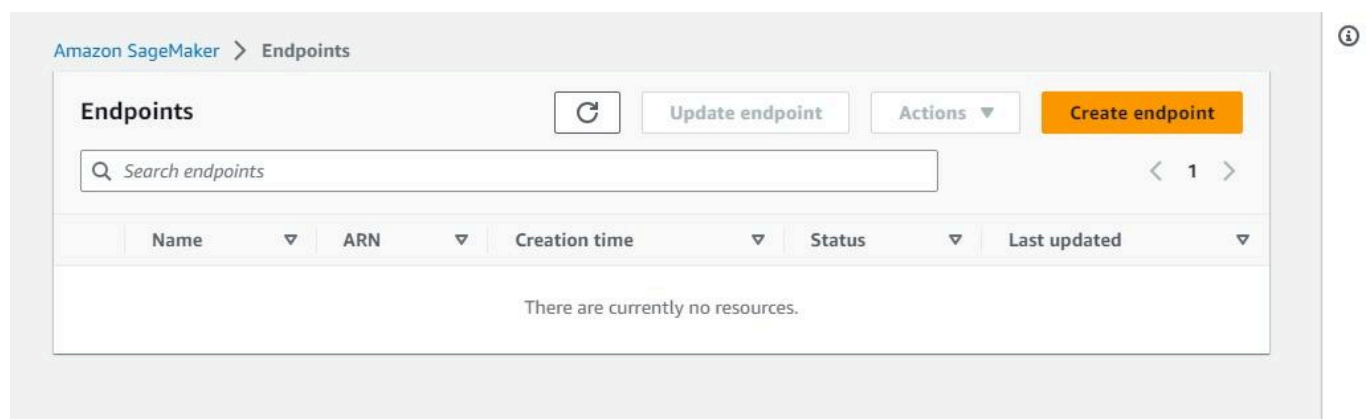 Amazon SageMaker > Endpoints
Endpoints
Update endpoint
Actions
Create endpoint
Search endpoints
< 1 >
Name ARN Creation time Status Last updated
There are currently no resources.